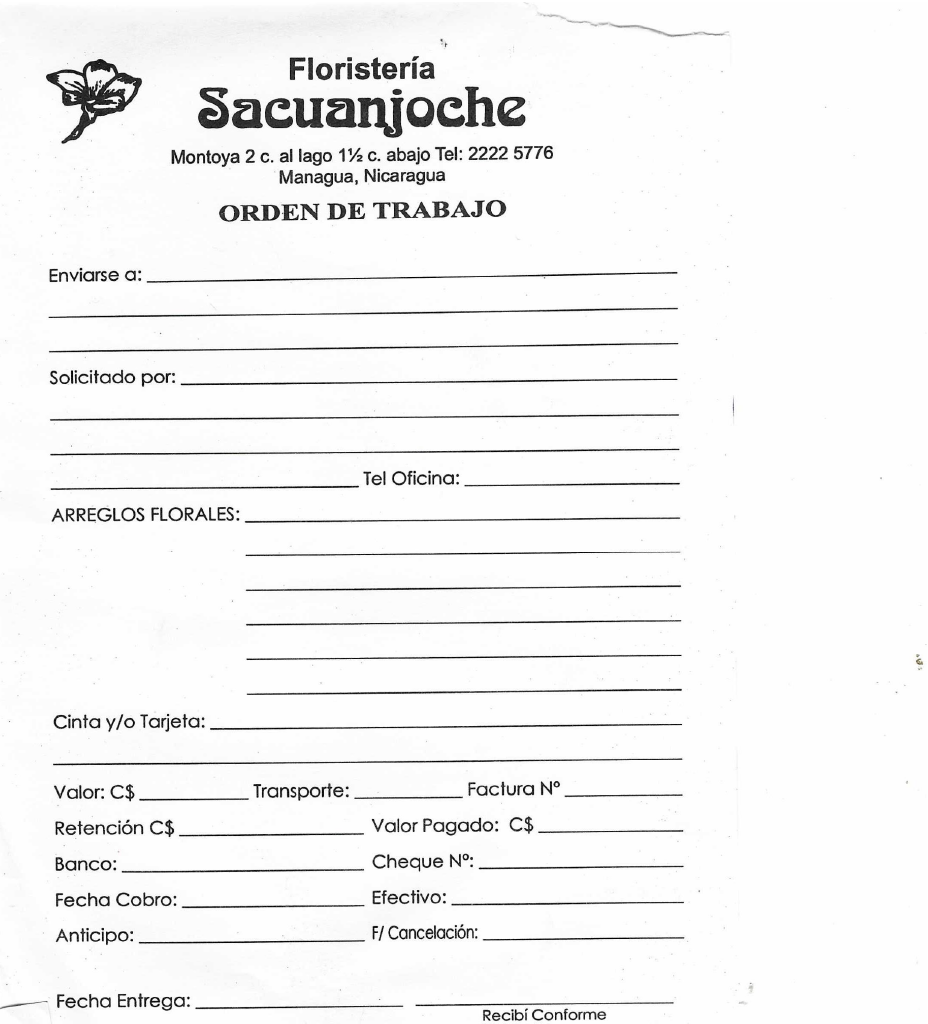 Floristería
Sacuanjoche
Montoya 2 c. al lago 1½ c. abajo Tel: 2222 5776
Managua, Nicaragua
ORDEN DE TRABAJO
Enviarse a:
Solicitado por:
Tel Oficina:
ARREGLOS FLORALES:
Cinta y/o Tarjeta:
Valor: C$ Transporte: Factura Nº
Retención C$ Valor Pagado: C$
Banco: Cheque Nº:
Fecha Cobro: Efectivo:
Anticipo: F/ Cancelación:
Fecha Entrega:
Recibí Conforme